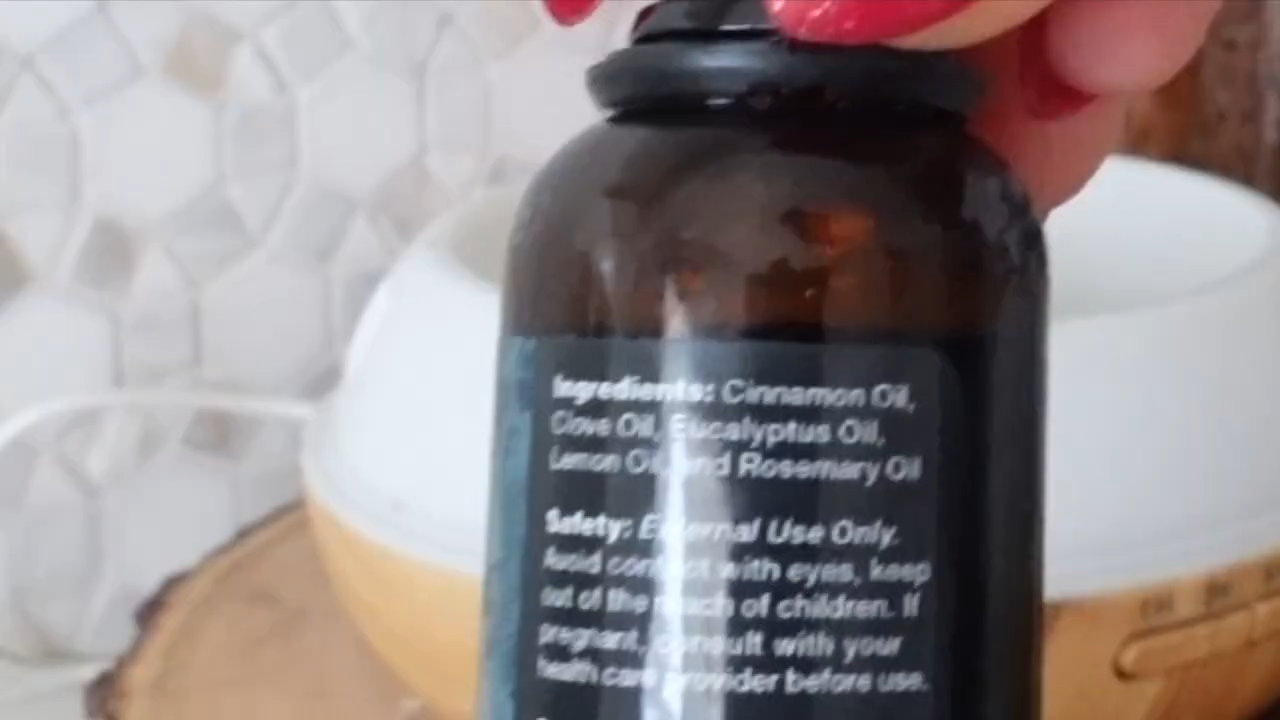 Ingredients: Cinnamon Oil,
Clove Oil, Eucalyptus Oil,
Lemon Oil, and Rosemary Oil
Safety: External Use Only.
Avoid contact with eyes, keep
out of the reach of children. If
pregnant, consult with your
health care provider before use.